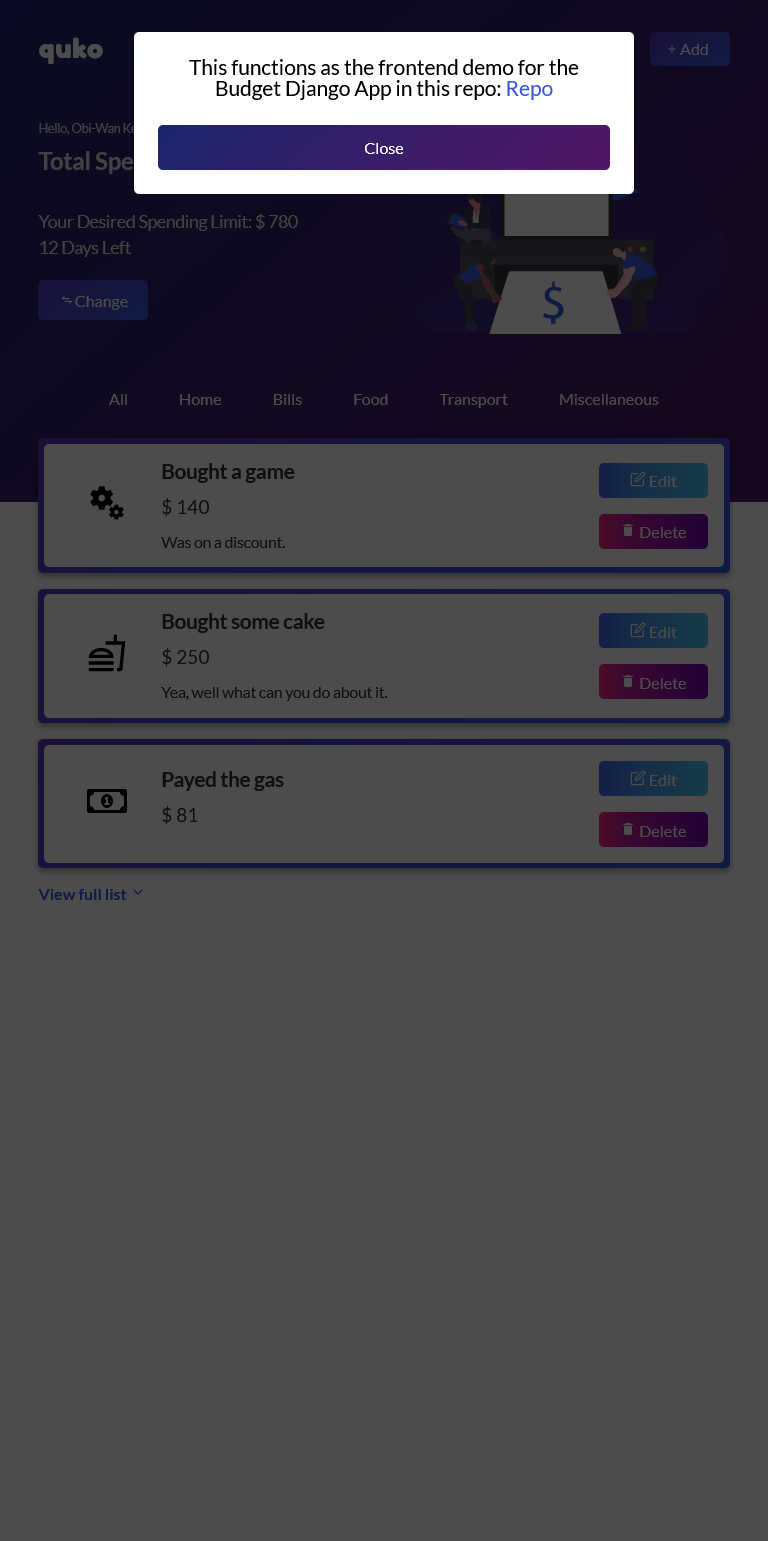 quko
This functions as the frontend demo for the
Budget Django App in this repo: Repo
Close
+ Add
Hello, Obi-Wan
Total
Your Desired Spending Limit: $ 780
12 Days Left
Change
$
All Home Bills Food Transport Miscellaneous
Bought a game
$ 140
Was on a discount.
Edit
Delete
Bought some cake
$ 250
Yea, well what can you do about it.
Edit
Delete
1
Payed the gas
$ 81
Edit
Delete
View full list